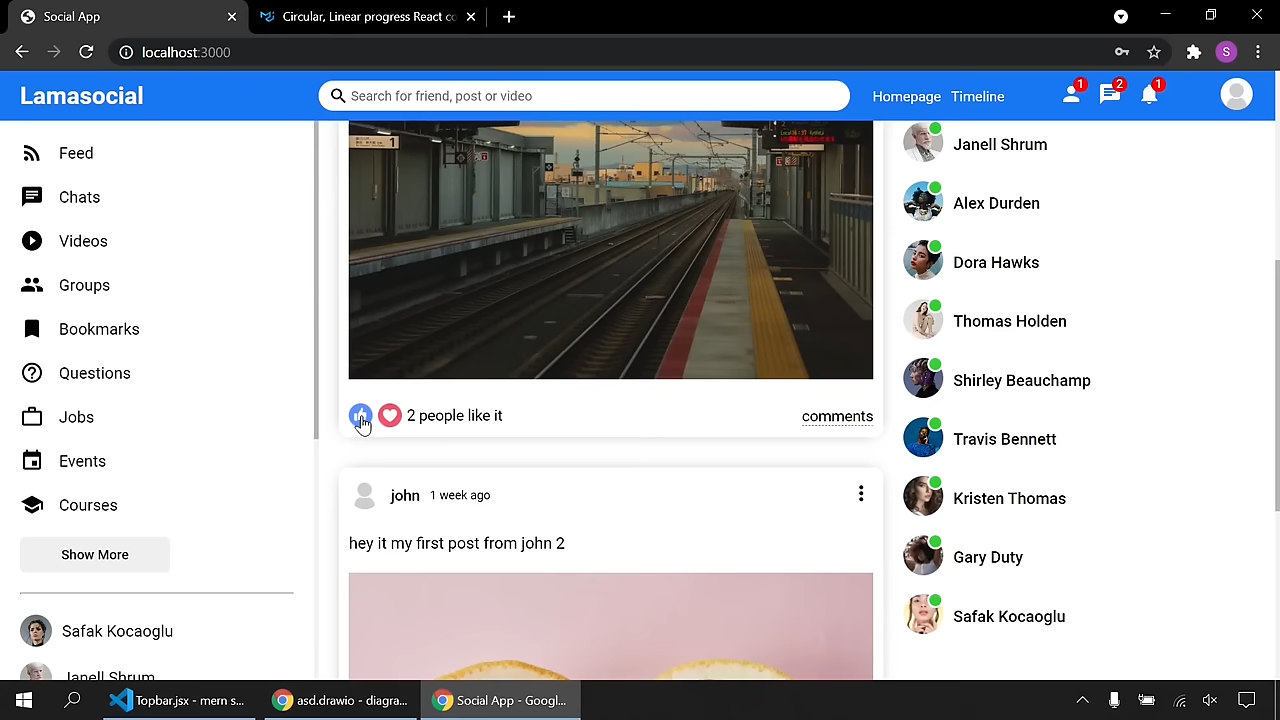 Social App
Circular, Linear progress React co
localhost:3000
S
Lamasocial
Search for friend, post or video
Homepage
Timeline
1
2
1
Feed
Chats
Videos
Groups
Bookmarks
Questions
Jobs
Events
Courses
Show More
Safak Kocaoglu
Janell Shrum
1
2 people like it
comments
john
1 week ago
hey it my first post from john 2
Janell Shrum
Alex Durden
Dora Hawks
Thomas Holden
Shirley Beauchamp
Travis Bennett
Kristen Thomas
Gary Duty
Safak Kocaoglu
Topbar.jsx - mern s...
asd.drawio - diagra...
Social App - Googl...